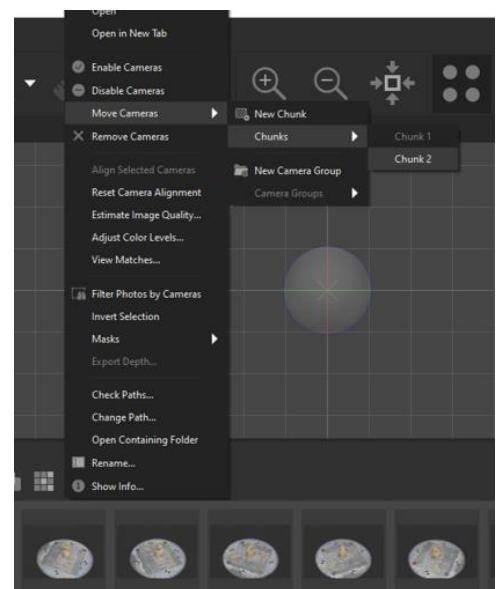 Open
Open in New Tab
Enable Cameras
Disable Cameras
Move Cameras
New Chunk
Remove Cameras
Chunks
Chunk 1
Chunk 2
Align Selected Cameras
New Camera Group
Reset Camera Alignment
Camera Groups
Estimate Image Quality...
Adjust Color Levels...
View Matches...
Filter Photos by Cameras
Invert Selection
Masks
Export Depth...
Check Paths...
Change Path...
Open Containing Folder
Rename...
Show Info...